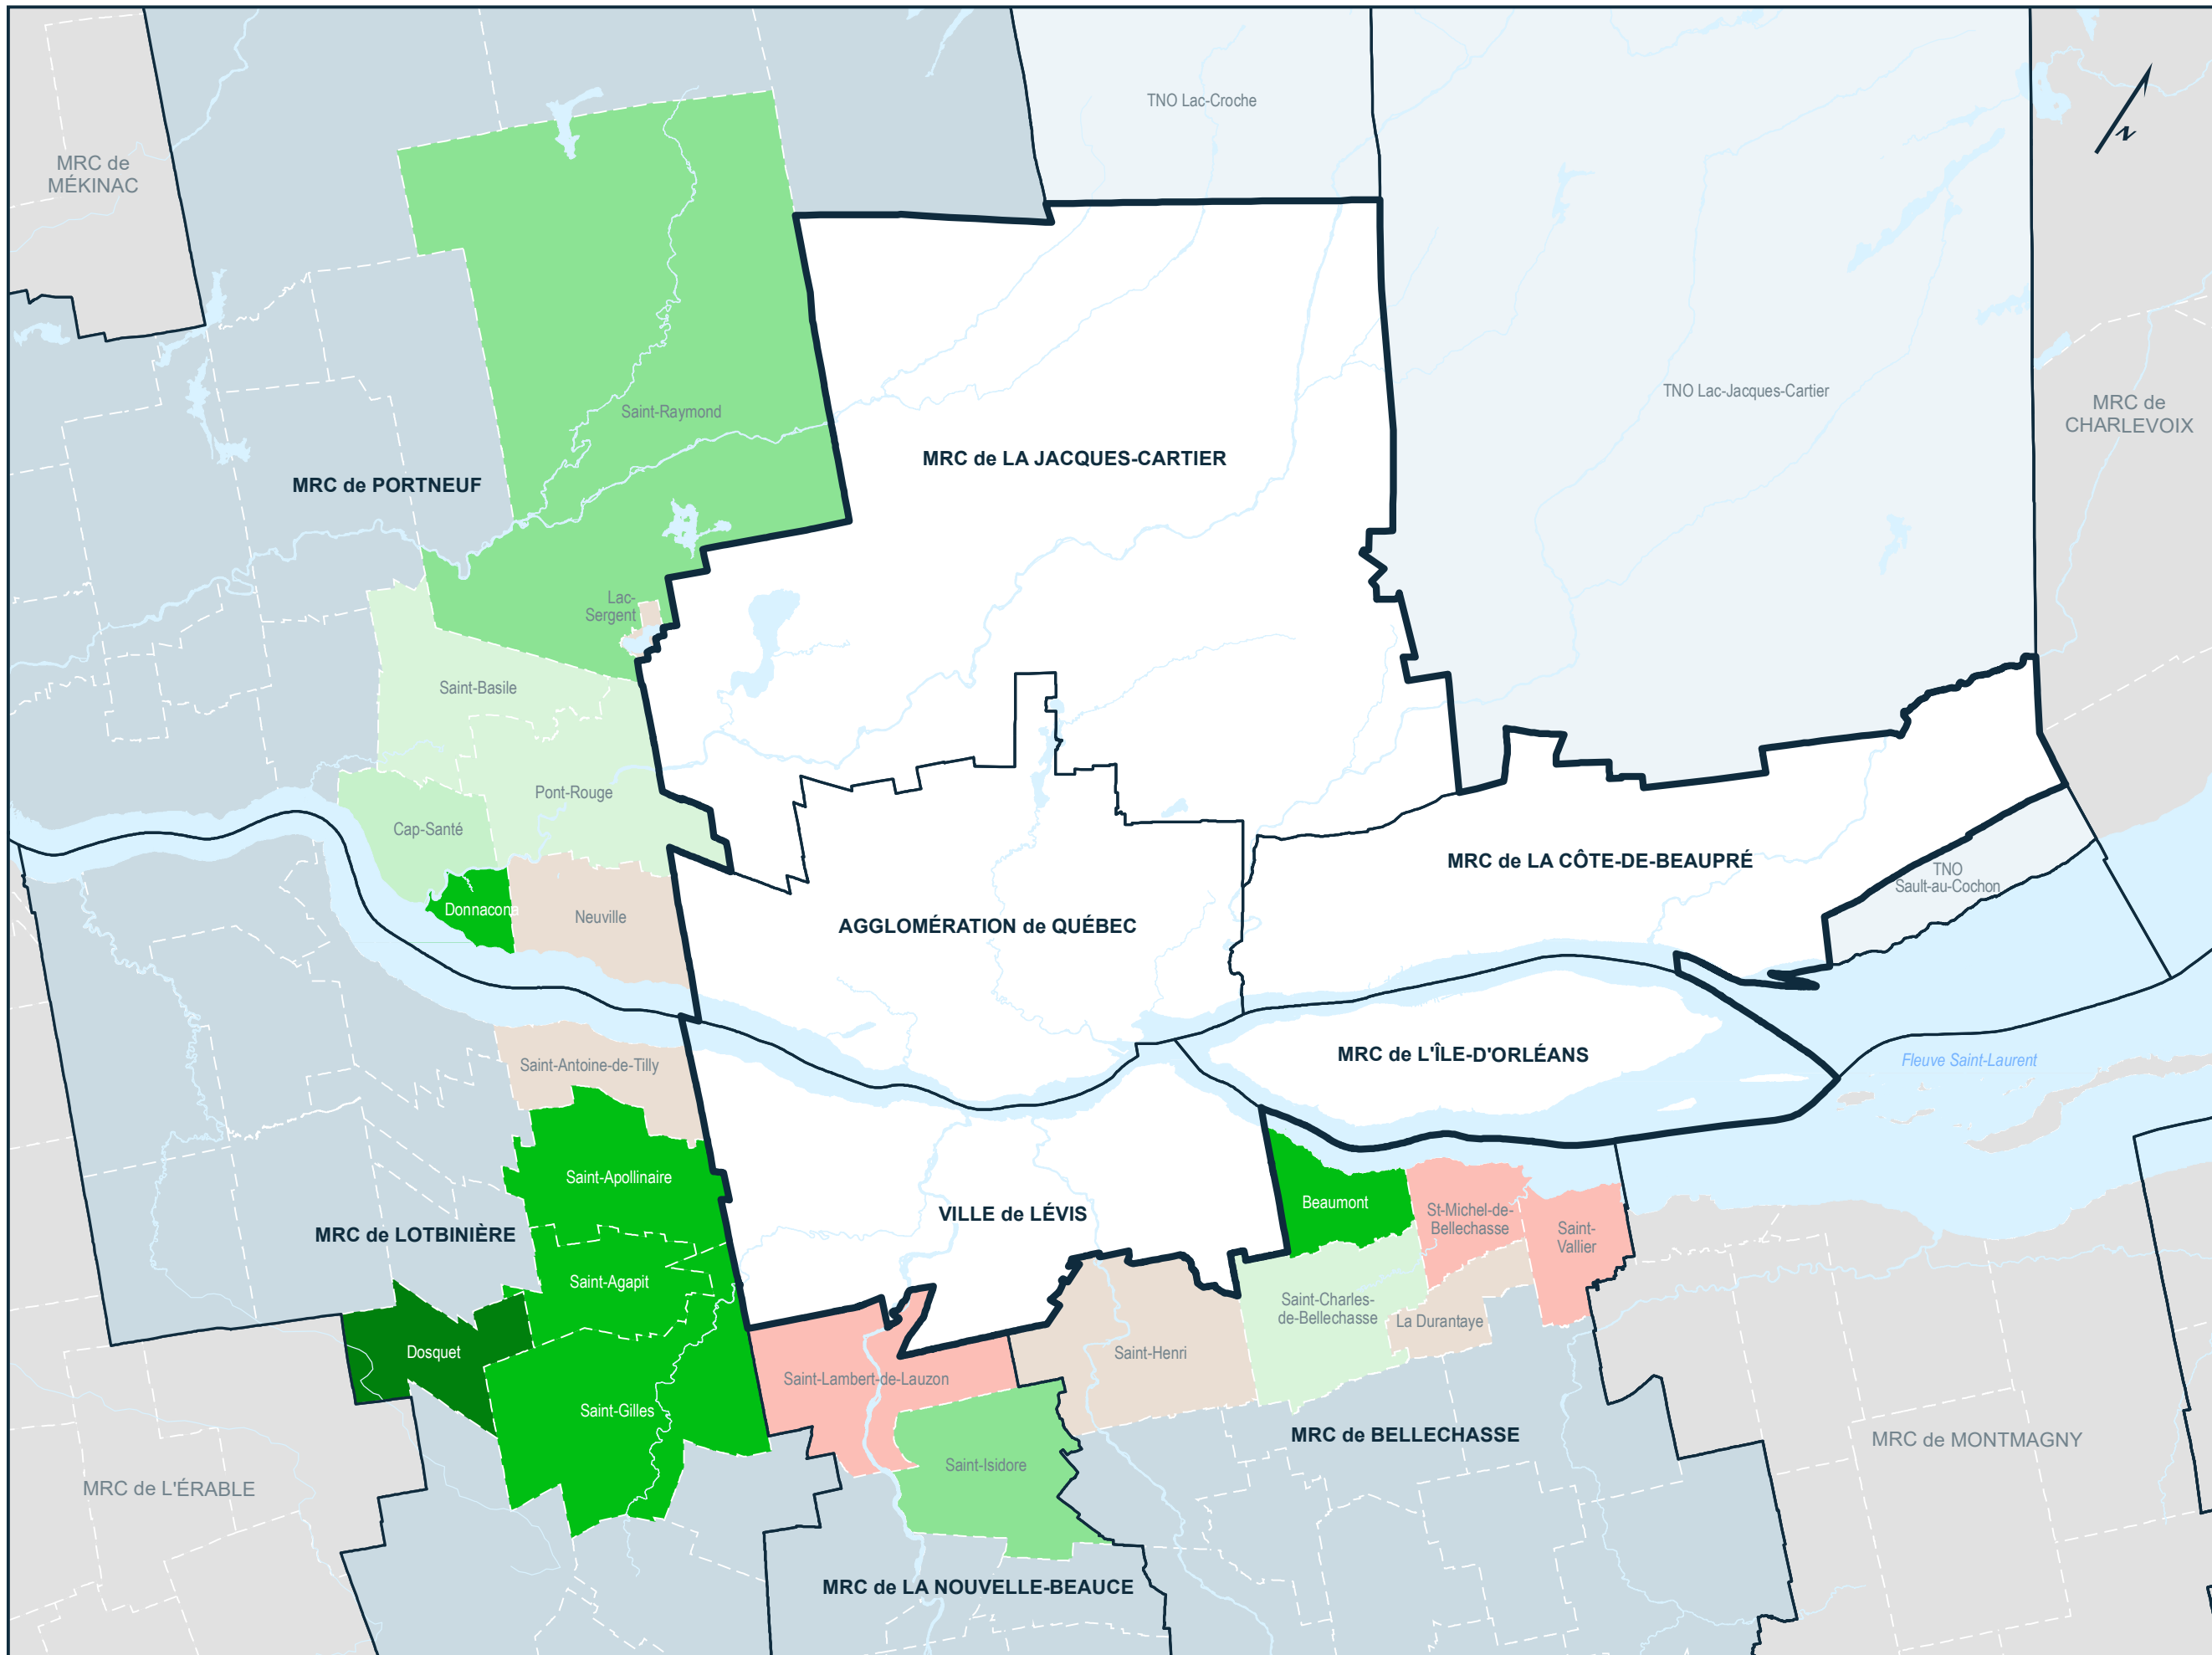 TNO Lac-Croche
N
MRC de
MÉKINAC
TNO Lac-Jacques-Cartier
MRC de
CHARLEVOIX
Saint-Raymond
MRC de LA JACQUES-CARTIER
MRC de PORTNEUF
Lac-
Sergent
Saint-Basile
Pont-Rouge
Cap-Santé
MRC de LA CÔTE-DE-BEAUPRÉ
TNO
Sault-au-Cochon
Donnacona
Neuville
AGGLOMÉRATION de QUÉBEC
MRC de L'ÎLE-D'ORLÉANS
Fleuve Saint-Laurent
Saint-Antoine-de-Tilly
Saint-Apollinaire
Beaumont
VILLE de LÉVIS
St-Michel-de-
Bellechasse
Saint-
Vallier
MRC de LOTBINIÈRE
Saint-Agapit
Saint-Charles-
de-Bellechasse
La Durantaye
Dosquet
Saint-Henri
Saint-Lambert-de-Lauzon
Saint-Gilles
MRC de BELLECHASSE
MRC de MONTMAGNY
Saint-Isidore
MRC de L'ÉRABLE
MRC de LA NOUVELLE-BEAUCE